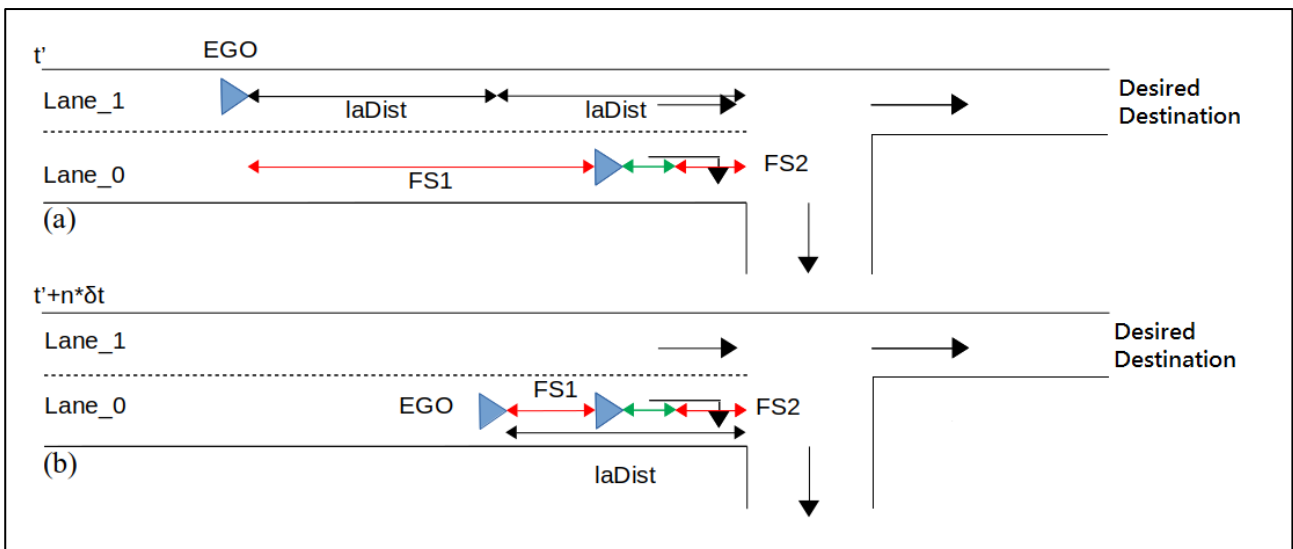 t'
EGO
Lane_1
laDist
laDist
Desired
Destination
Lane_0
FS1
FS2
(a)
t'+n*δt
Lane_1
Desired
Destination
FS1
Lane_0
EGO
FS2
(b)
laDist